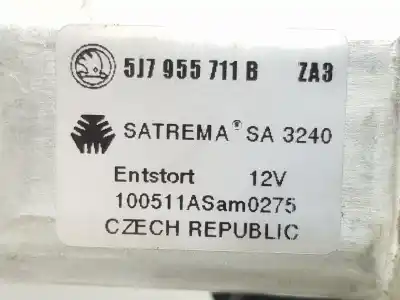 5J7 955 711 B ZA3
SATREMA® SA 3240
Entstort 12V
100511ASam0275
CZECH REPUBLIC